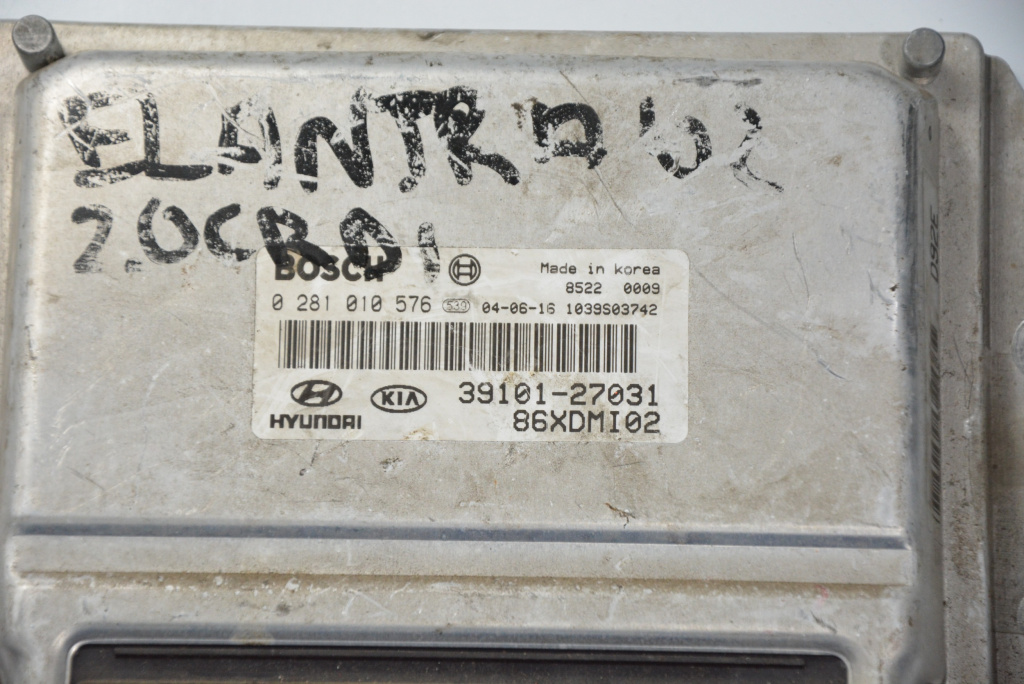 ELANTRA 02
2.0CRDI
BOSCH Made in korea
8522 0009
0 281 010 576 539 04-06-16 1039S03742
HYUNDAI KIA 39101-27031
86XDMI02